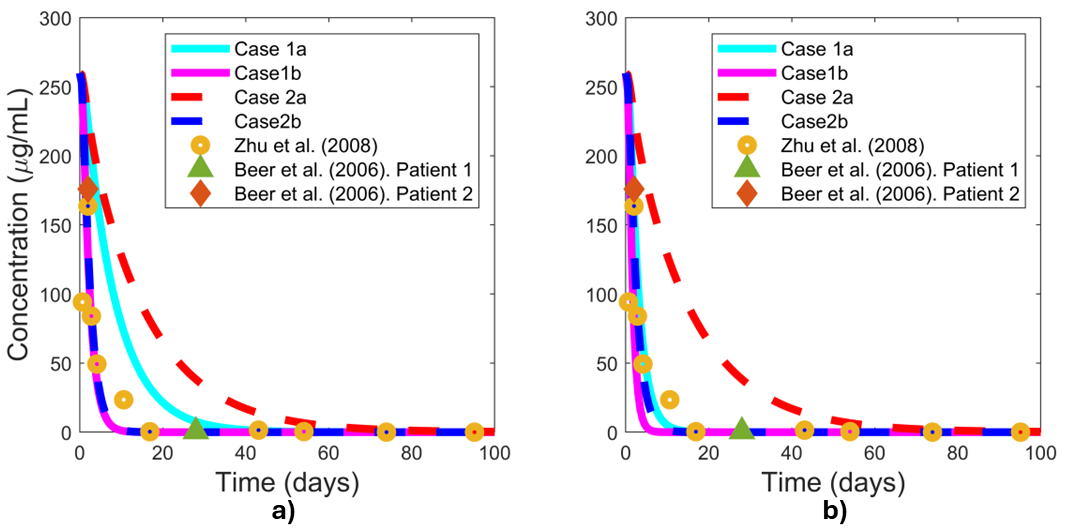 300
250
200
150
100
50
0
Concentration (μg/mL)
Case 1a
Case1b
Case 2a
Case2b
Zhu et al. (2008)
Beer et al. (2006). Patient 1
Beer et al. (2006). Patient 2
0 20 40 60 80 100
Time (days)
a)
300
250
200
150
100
50
0
Case 1a
Case1b
Case 2a
Case2b
Zhu et al. (2008)
Beer et al. (2006). Patient 1
Beer et al. (2006). Patient 2
0 20 40 60 80 100
Time (days)
b)